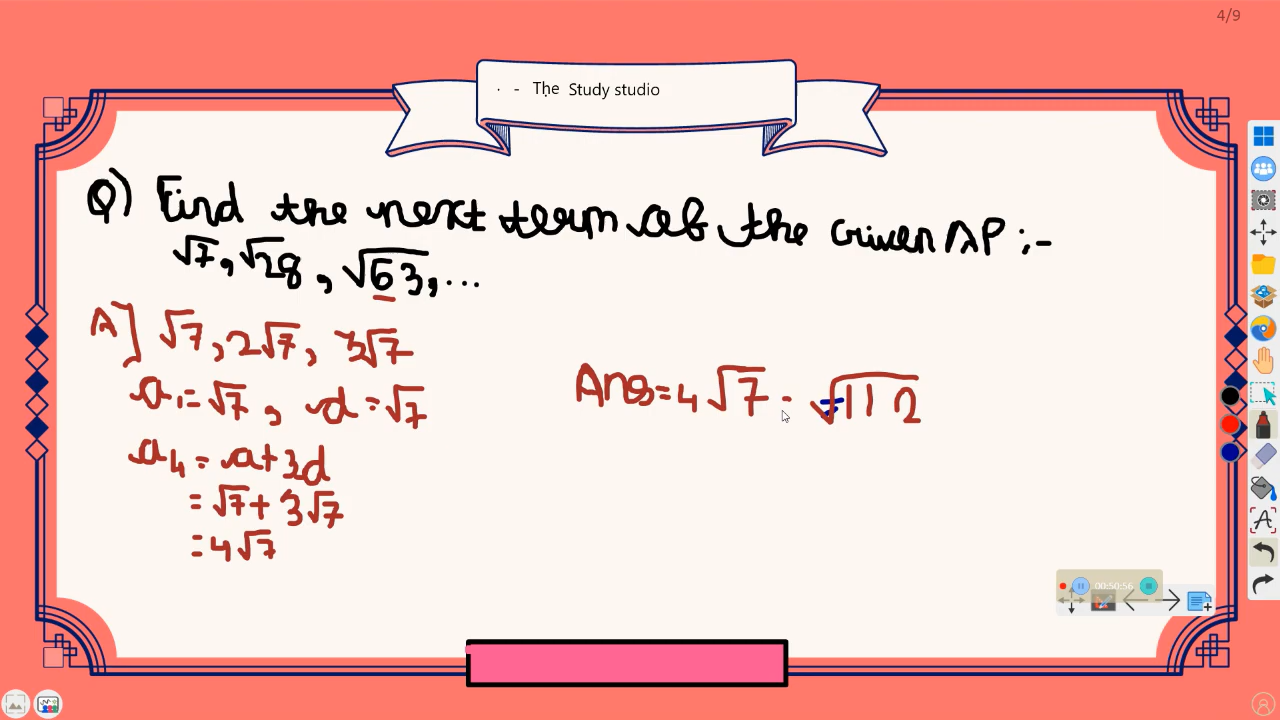 4/9
· - The Study studio
Q) Find the next term of the Given AP :-
√7, √28, √63, ...
A] √7, 2√7, 3√7
a₁ = √7, d = √7
a₄ = a+3d
= √7 + 3√7
= 4√7
Ans = 4√7 = √112
00:50:56
A